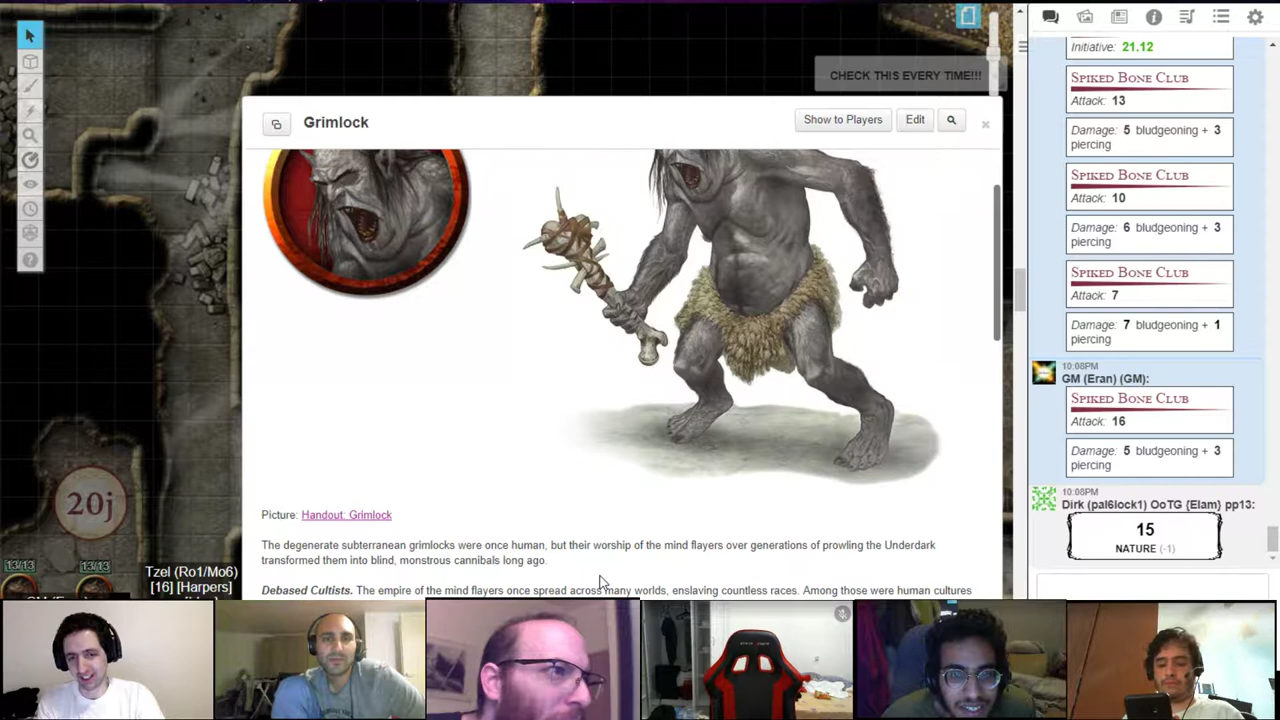 CHECK THIS EVERY TIME!!!
Grimlock
Show to Players
Edit
Picture: Handout: Grimlock
The degenerate subterranean grimlocks were once human, but their worship of the mind flayers over generations of prowling the Underdark
transformed them into blind, monstrous cannibals long ago.
Debased Cultists. The empire of the mind flayers once spread across many worlds, enslaving countless races. Among those were human cultures
20j
13/13
13/13
Tzel (Ro1/Mo6)
[16] [Harpers]
Initiative: 21.12
SPIKED BONE CLUB
Attack: 13
Damage: 5 bludgeoning + 3
piercing
SPIKED BONE CLUB
Attack: 10
Damage: 6 bludgeoning + 3
piercing
SPIKED BONE CLUB
Attack: 7
Damage: 7 bludgeoning + 1
piercing
10:08PM
GM (Eran) (GM):
SPIKED BONE CLUB
Attack: 16
Damage: 5 bludgeoning + 3
piercing
10:08PM
Dirk (pal6lock1) OoTG {Elam} pp13:
15
NATURE (-1)